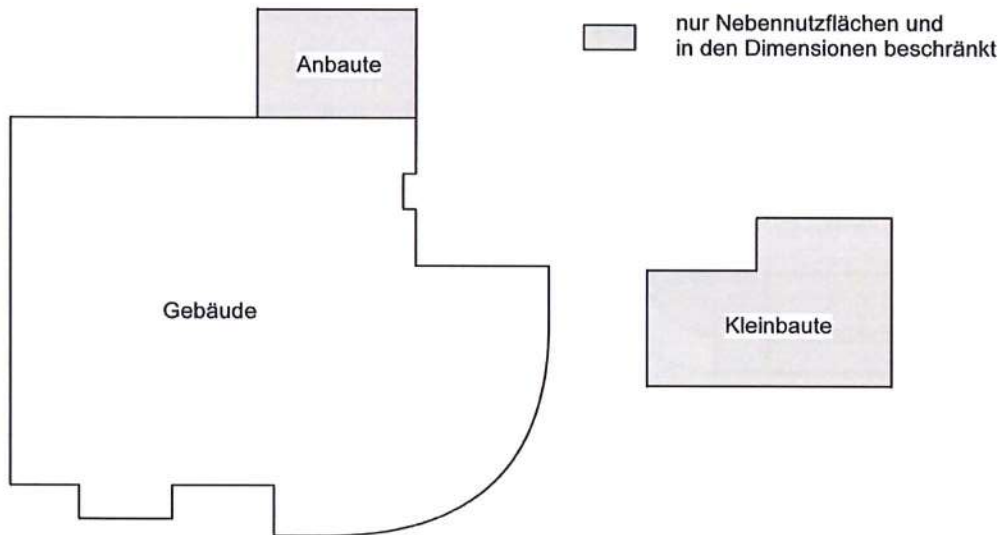 nur Nebennutzflächen und
in den Dimensionen beschränkt
Anbaute
Gebäude
Kleinbaute